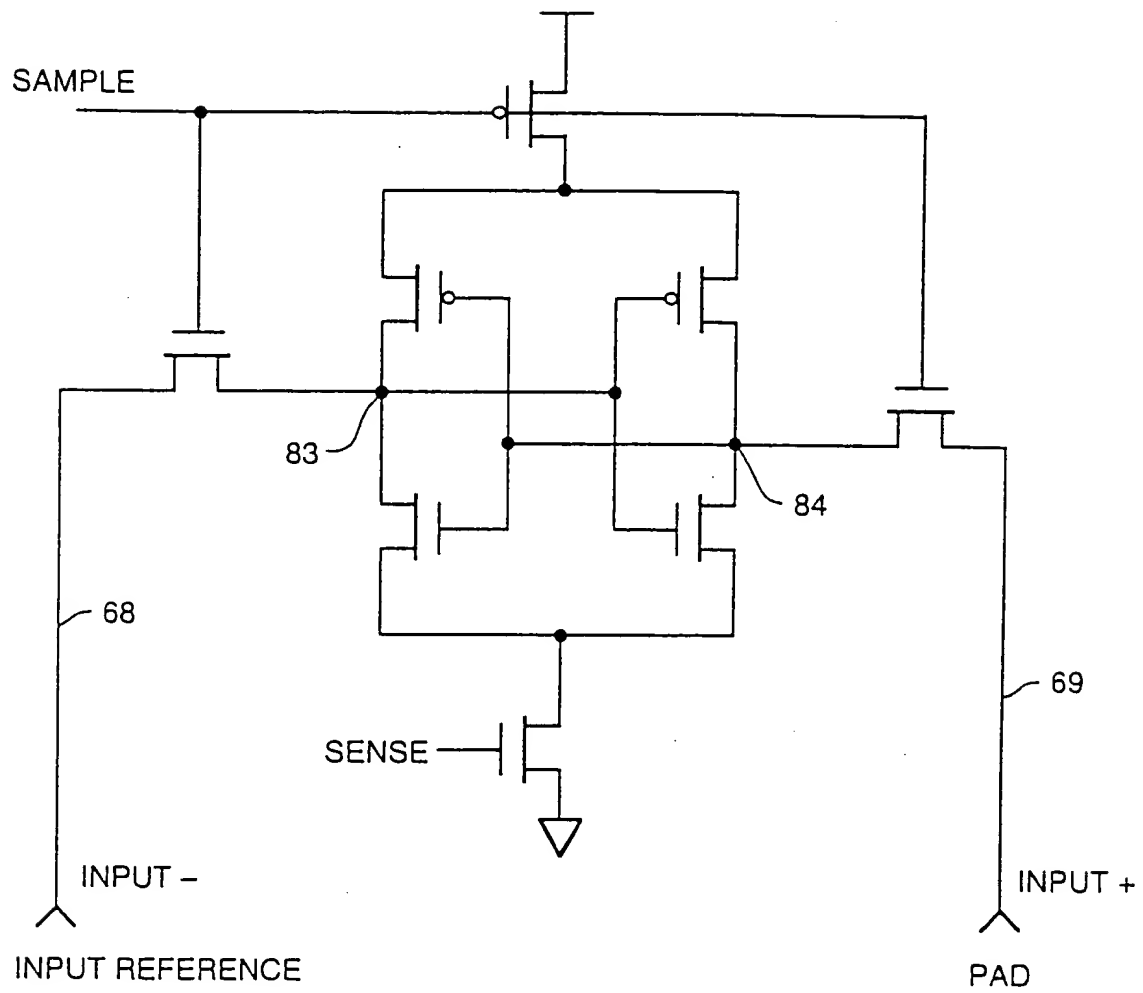 SAMPLE
83
84
68
69
SENSE
INPUT –
INPUT +
INPUT REFERENCE
PAD